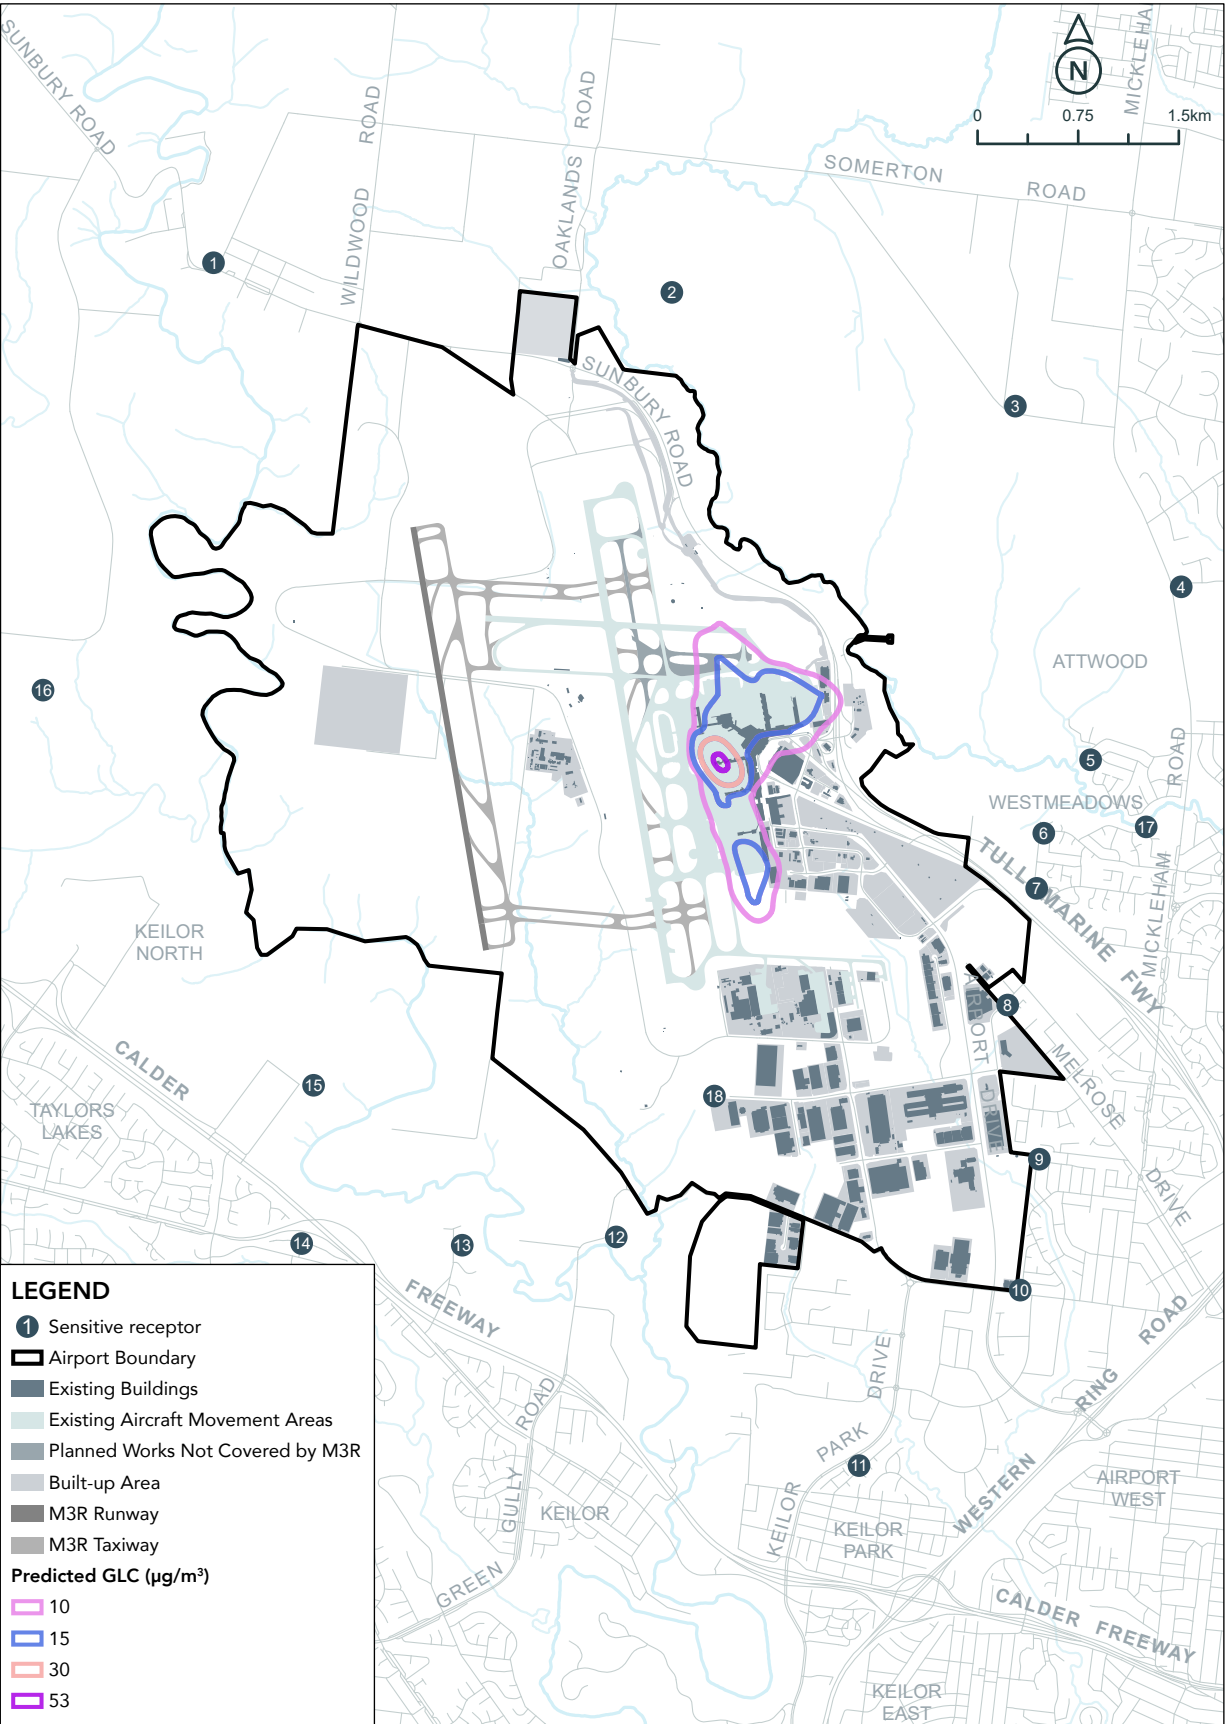 SUNBURY ROAD
WILDWOOD ROAD
OAKLANDS ROAD
N
MICKLEHA
0 0.75 1.5km
SOMERTON ROAD
1
2
SUNBURY ROAD
3
4
ATTWOOD
16
5
ROAD
WESTMEADOWS
6
17
TULLAMARINE FWY
7
MICKLEHAM
KEILOR
NORTH
8
AIRPORT DRIVE
MELROSE DRIVE
CALDER FREEWAY
15
18
TAYLORS
LAKES
9
14
13
12
10
GREEN GULLY ROAD
KEILOR PARK DRIVE
WESTERN RING ROAD
11
KEILOR
KEILOR
PARK
AIRPORT
WEST
CALDER FREEWAY
KEILOR
EAST
LEGEND
1 Sensitive receptor
Airport Boundary
Existing Buildings
Existing Aircraft Movement Areas
Planned Works Not Covered by M3R
Built-up Area
M3R Runway
M3R Taxiway
Predicted GLC (µg/m³)
10
15
30
53